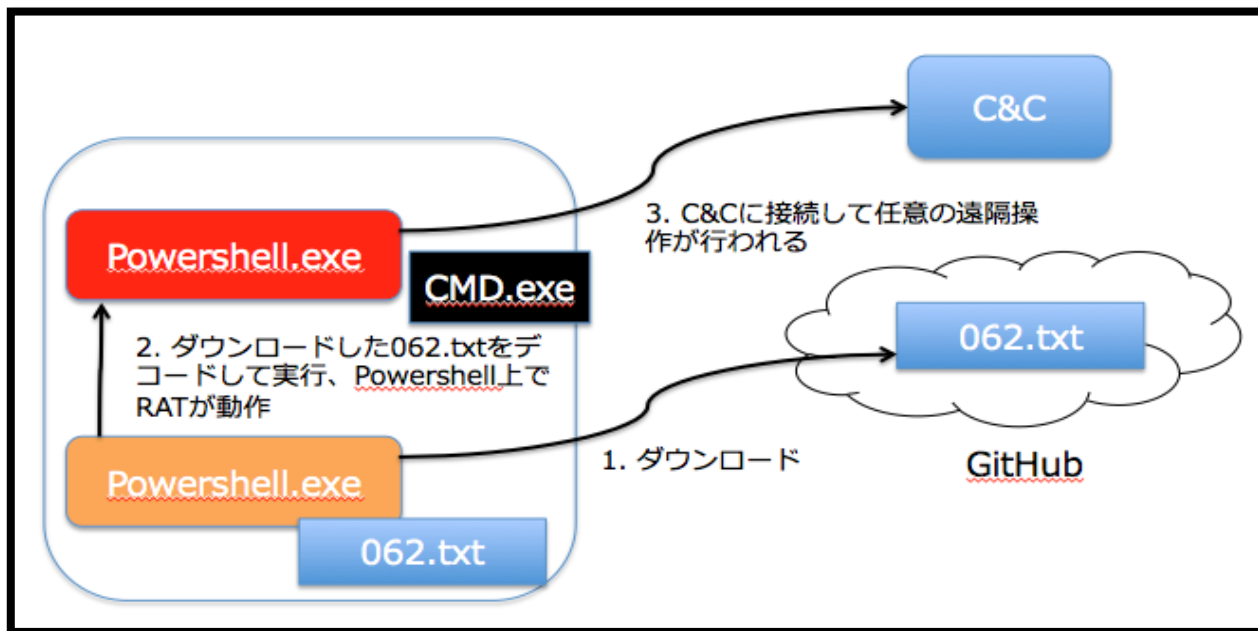 C&C
3. C&Cに接続して任意の遠隔操
作が行われる
Powershell.exe
CMD.exe
2. ダウンロードした062.txtをデ
コードして実行、Powershell上で
RATが動作
062.txt
1. ダウンロード
GitHub
Powershell.exe
062.txt